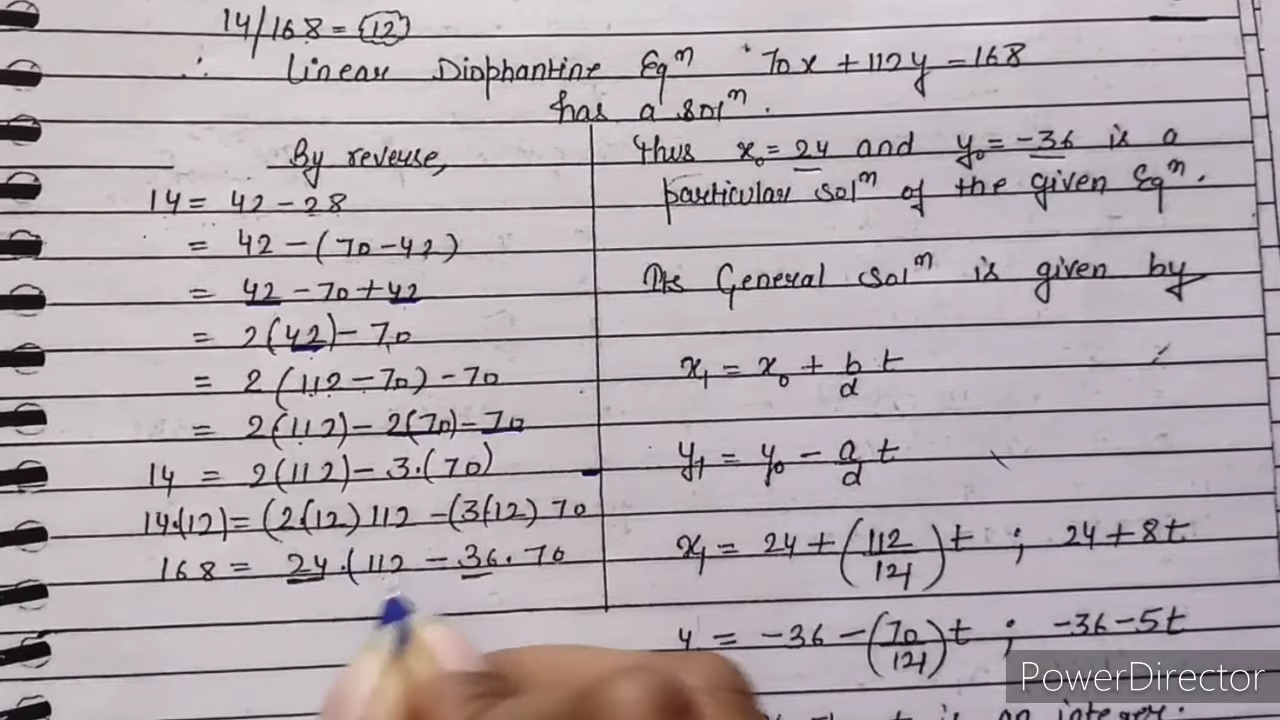 14/168 = 12
∴ Linear Diophantine Eqⁿ 70x + 112y = 168
has a solⁿ.
By reverse,
14 = 42 - 28
= 42 - (70 - 42)
= 42 - 70 + 42
= 2(42) - 70
= 2(112 - 70) - 70
= 2(112) - 2(70) - 70
14 = 2(112) - 3.(70)
14.(12) = (2.(12) 112 - (3(12) 70
168 = 24.(112 - 36.70
thus x₀ = 24 and y₀ = -36 is a
particular solⁿ of the given Eqⁿ.
Its General solⁿ is given by
x₁ = x₀ + b/d t
y₁ = y₀ - a/d t
x₁ = 24 + (112/14) t ; 24 + 8t
y = -36 - (70/14) t ; -36 - 5t
t is an integer.
PowerDirector